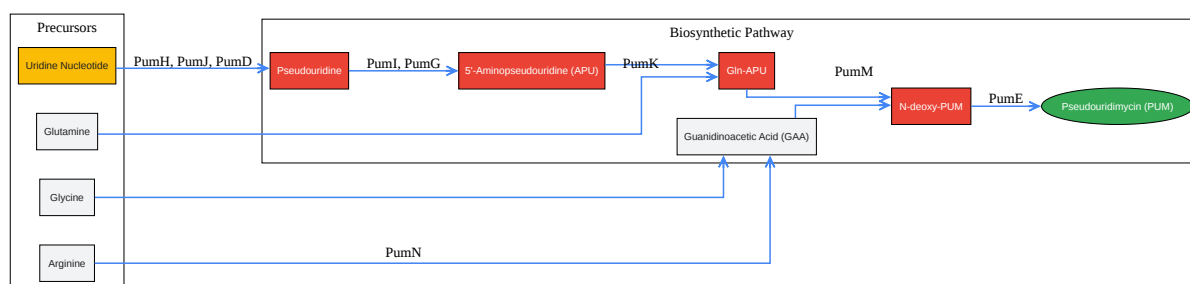 Precursors
Biosynthetic Pathway
Uridine Nucleotide
PumH, PumJ, PumD
Pseudouridine
PumI, PumG
5'-Aminopseudouridine (APU)
PumK
Gln-APU
PumM
N-deoxy-PUM
PumE
Pseudouridimycin (PUM)
Glutamine
Guanidinoacetic Acid (GAA)
Glycine
Arginine
PumN